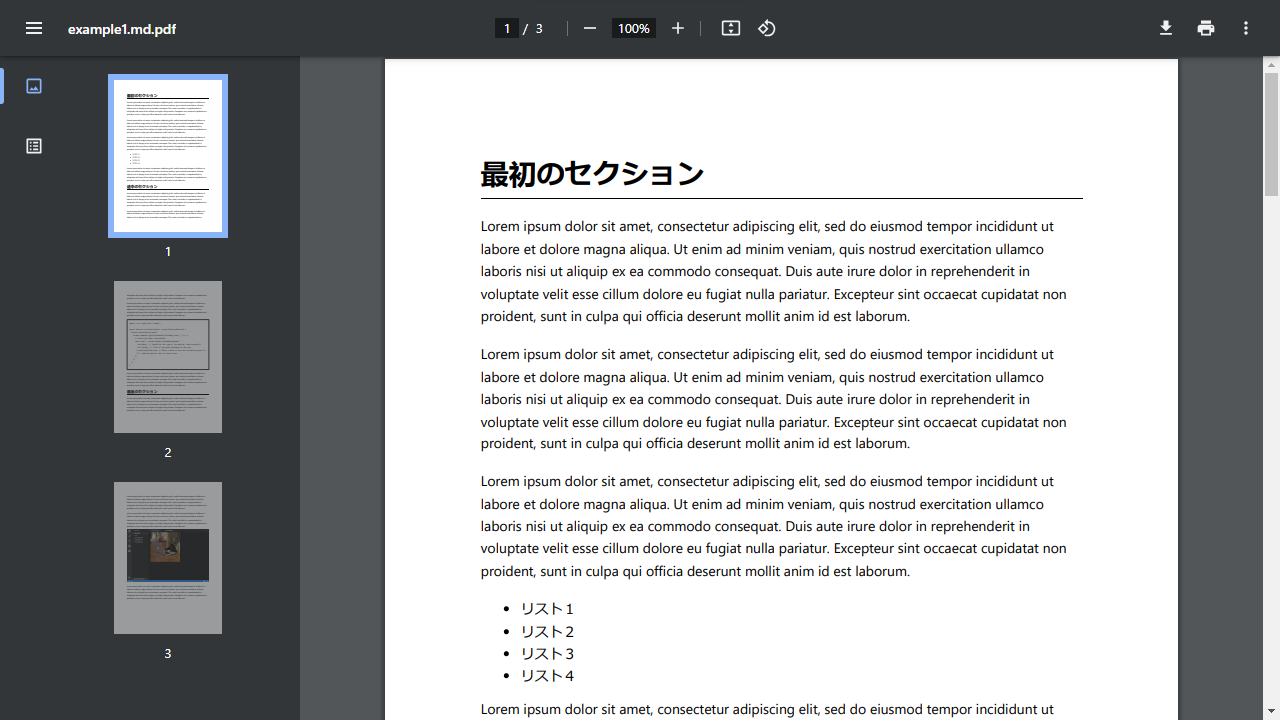 example1.md.pdf
1 / 3
100%
1
2
3
最初のセクション
Lorem ipsum dolor sit amet, consectetur adipiscing elit, sed do eiusmod tempor incididunt ut
labore et dolore magna aliqua. Ut enim ad minim veniam, quis nostrud exercitation ullamco
laboris nisi ut aliquip ex ea commodo consequat. Duis aute irure dolor in reprehenderit in
voluptate velit esse cillum dolore eu fugiat nulla pariatur. Excepteur sint occaecat cupidatat non
proident, sunt in culpa qui officia deserunt mollit anim id est laborum.
Lorem ipsum dolor sit amet, consectetur adipiscing elit, sed do eiusmod tempor incididunt ut
labore et dolore magna aliqua. Ut enim ad minim veniam, quis nostrud exercitation ullamco
laboris nisi ut aliquip ex ea commodo consequat. Duis aute irure dolor in reprehenderit in
voluptate velit esse cillum dolore eu fugiat nulla pariatur. Excepteur sint occaecat cupidatat non
proident, sunt in culpa qui officia deserunt mollit anim id est laborum.
Lorem ipsum dolor sit amet, consectetur adipiscing elit, sed do eiusmod tempor incididunt ut
labore et dolore magna aliqua. Ut enim ad minim veniam, quis nostrud exercitation ullamco
laboris nisi ut aliquip ex ea commodo consequat. Duis aute irure dolor in reprehenderit in
voluptate velit esse cillum dolore eu fugiat nulla pariatur. Excepteur sint occaecat cupidatat non
proident, sunt in culpa qui officia deserunt mollit anim id est laborum.
• リスト1
• リスト2
• リスト3
• リスト4
Lorem ipsum dolor sit amet, consectetur adipiscing elit, sed do eiusmod tempor incididunt ut